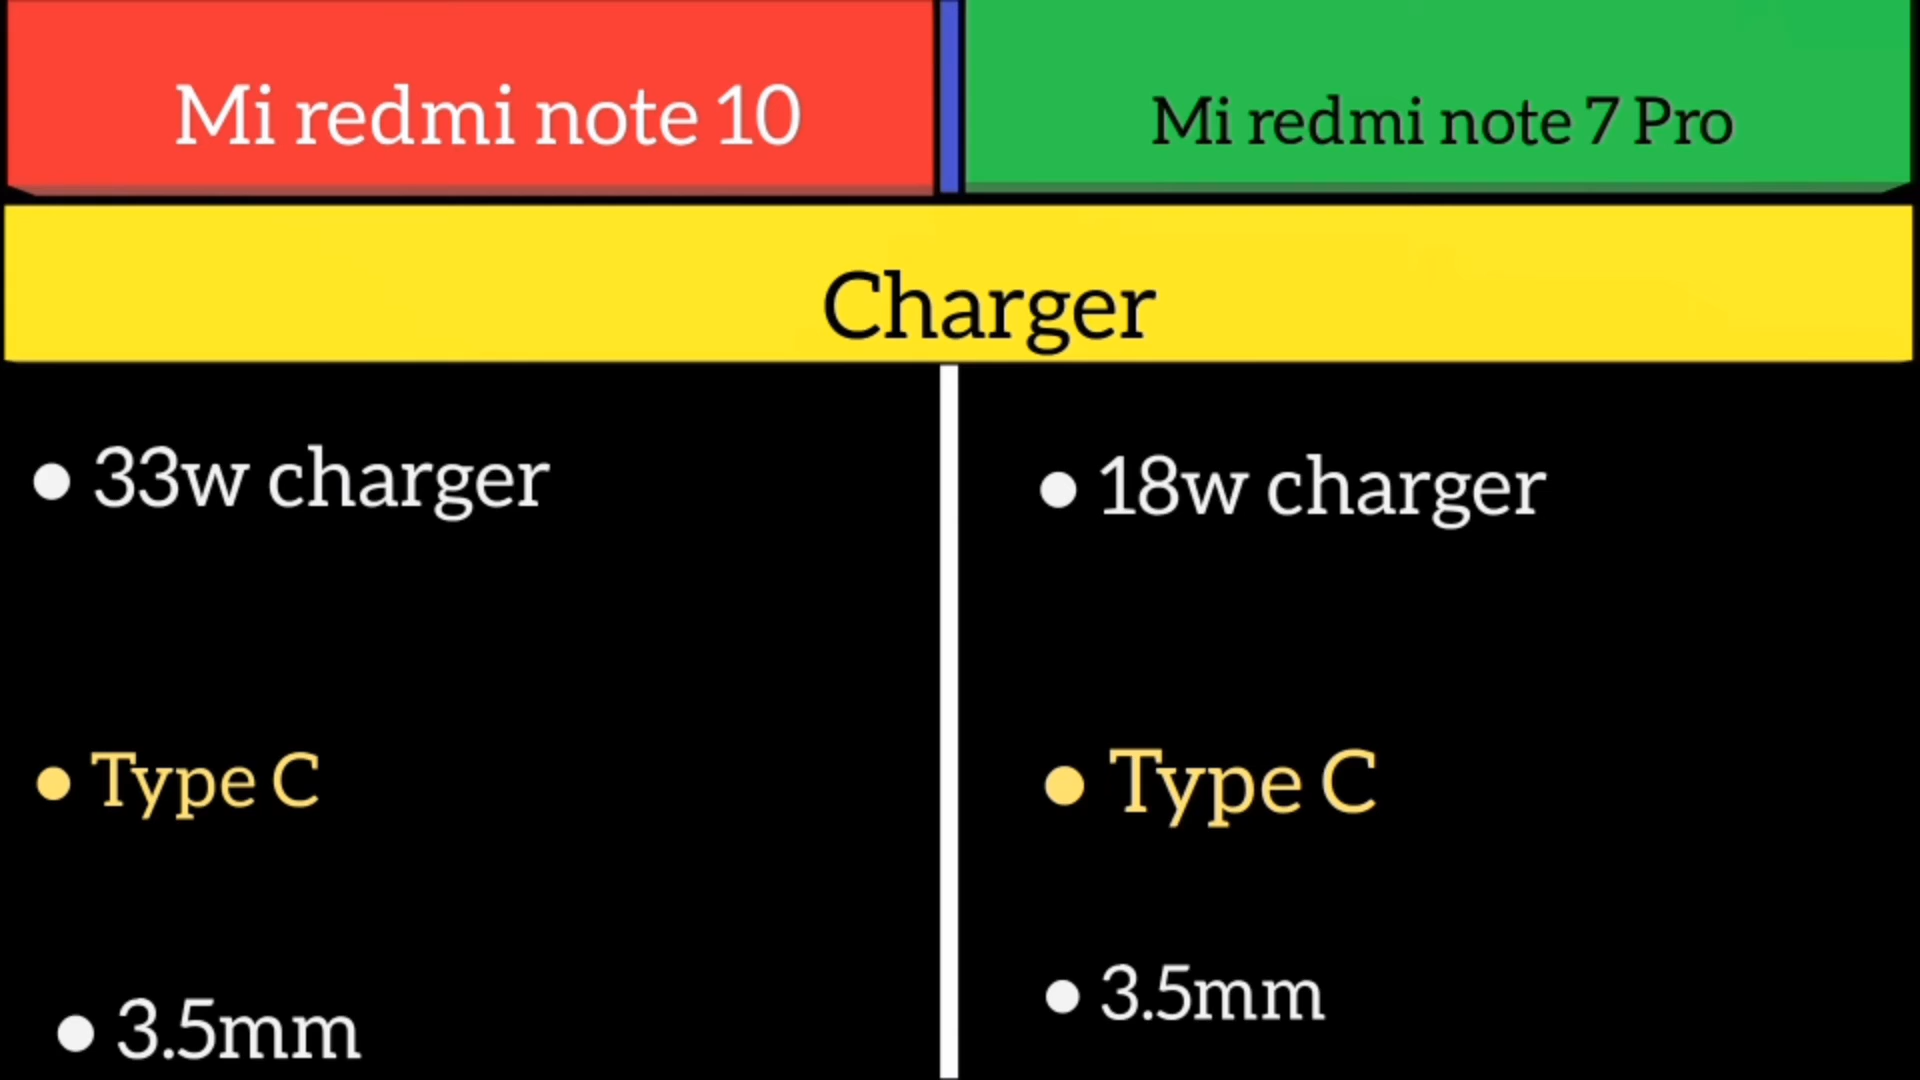 Mi redmi note 10
Mi redmi note 7 Pro
Charger
• 33w charger
• 18w charger
• Type C
• Type C
• 3.5mm
• 3.5mm